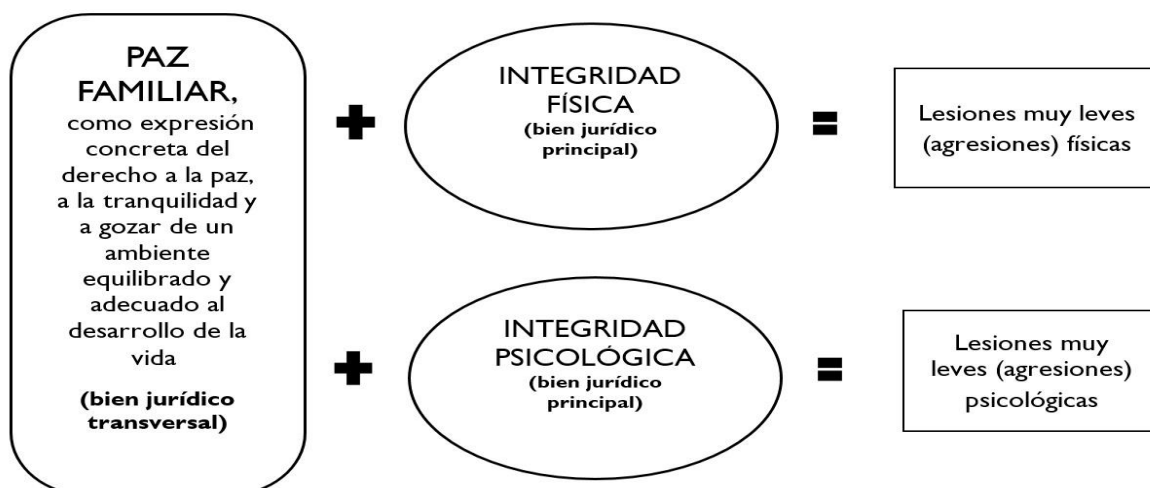 PAZ
FAMILIAR,
como expresión
concreta del
derecho a la paz,
a la tranquilidad y
a gozar de un
ambiente
equilibrado y
adecuado al
desarrollo de la
vida
(bien jurídico
transversal)
+
INTEGRIDAD
FÍSICA
(bien jurídico
principal)
=
Lesiones muy leves
(agresiones) físicas
+
INTEGRIDAD
PSICOLÓGICA
(bien jurídico
principal)
=
Lesiones muy
leves (agresiones)
psicológicas